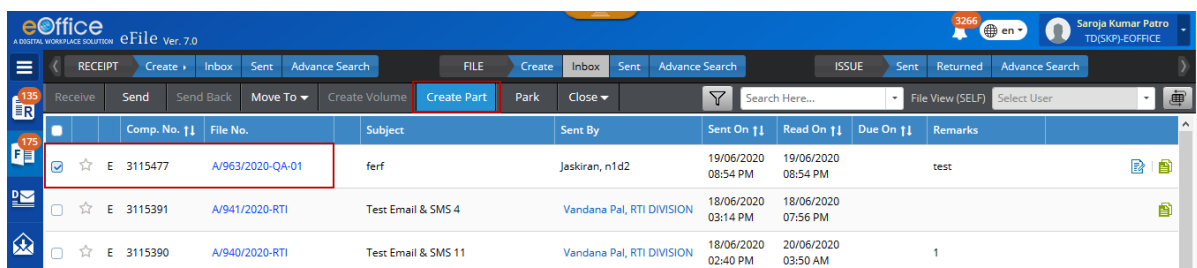 eOffice
A DIGITAL WORKPLACE SOLUTION eFile Ver. 7.0
3266 en Saroja Kumar Patro
TD(SKP)-EOFFICE
RECEIPT Create Inbox Sent Advance Search FILE Create Inbox Sent Advance Search ISSUE Sent Returned Advance Search
135 R Receive Send Send Back Move To Create Volume Create Part Park Close Search Here... File View (SELF) Select User
175 F Comp. No. File No. Subject Sent By Sent On Read On Due On Remarks
E 3115477 A/963/2020-QA-01 ferf Jaskiran, n1d2 19/06/2020 08:54 PM 19/06/2020 08:54 PM test
D E 3115391 A/941/2020-RTI Test Email & SMS 4 Vandana Pal, RTI DIVISION 18/06/2020 03:14 PM 18/06/2020 07:56 PM
E 3115390 A/940/2020-RTI Test Email & SMS 11 Vandana Pal, RTI DIVISION 18/06/2020 02:40 PM 20/06/2020 03:50 AM 1